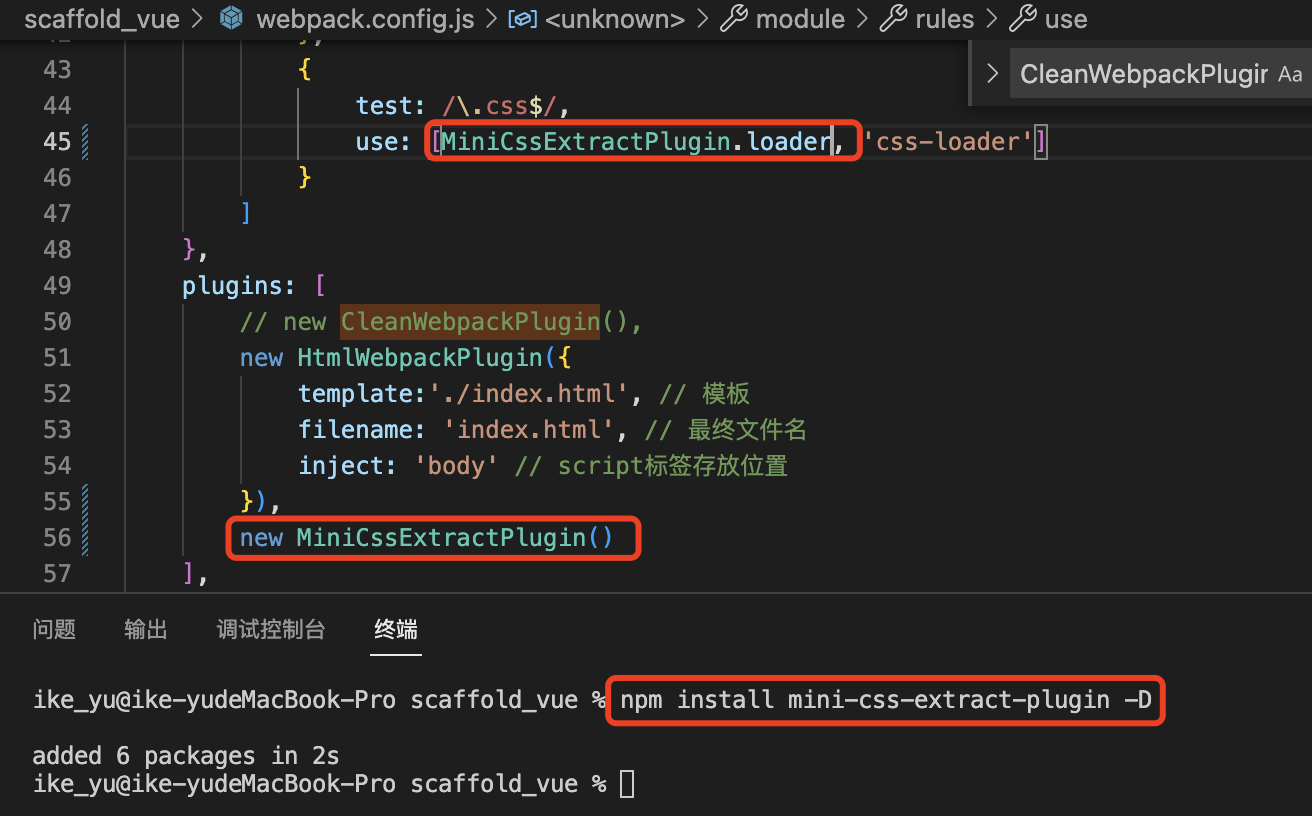 scaffold_vue > webpack.config.js > <unknown> > module > rules > use
CleanWebpackPlugin Aa
43 {
44 test: /\.css$/,
45 use: [MiniCssExtractPlugin.loader, 'css-loader']
46 }
47 ]
48 },
49 plugins: [
50 // new CleanWebpackPlugin(),
51 new HtmlWebpackPlugin({
52 template:'./index.html', // 模板
53 filename: 'index.html', // 最终文件名
54 inject: 'body' // script标签存放位置
55 }),
56 new MiniCssExtractPlugin()
57 ],
问题 输出 调试控制台 终端
ike_yu@ike-yudeMacBook-Pro scaffold_vue % npm install mini-css-extract-plugin -D
added 6 packages in 2s
ike_yu@ike-yudeMacBook-Pro scaffold_vue %